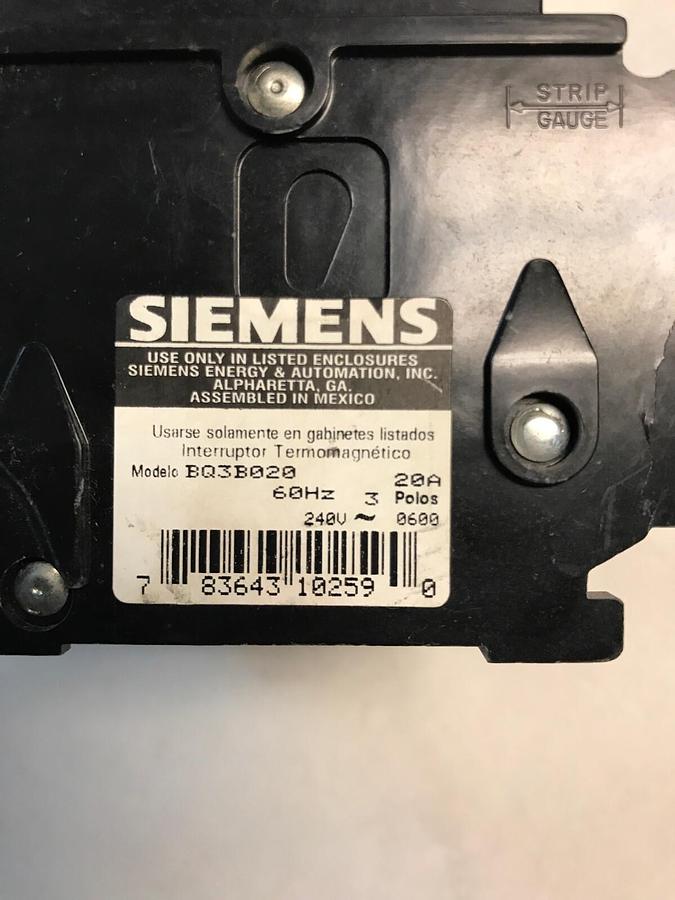 STRIP
GAUGE
SIEMENS
USE ONLY IN LISTED ENCLOSURES
SIEMENS ENERGY & AUTOMATION, INC.
ALPHARETTA, GA.
ASSEMBLED IN MEXICO
Usarse solamente en gabinetes listados
Interruptor Termomagnético
Modelo BQ3B020 20A
60Hz 3 Polos
240V ~ 0600
7 83643 10259 0